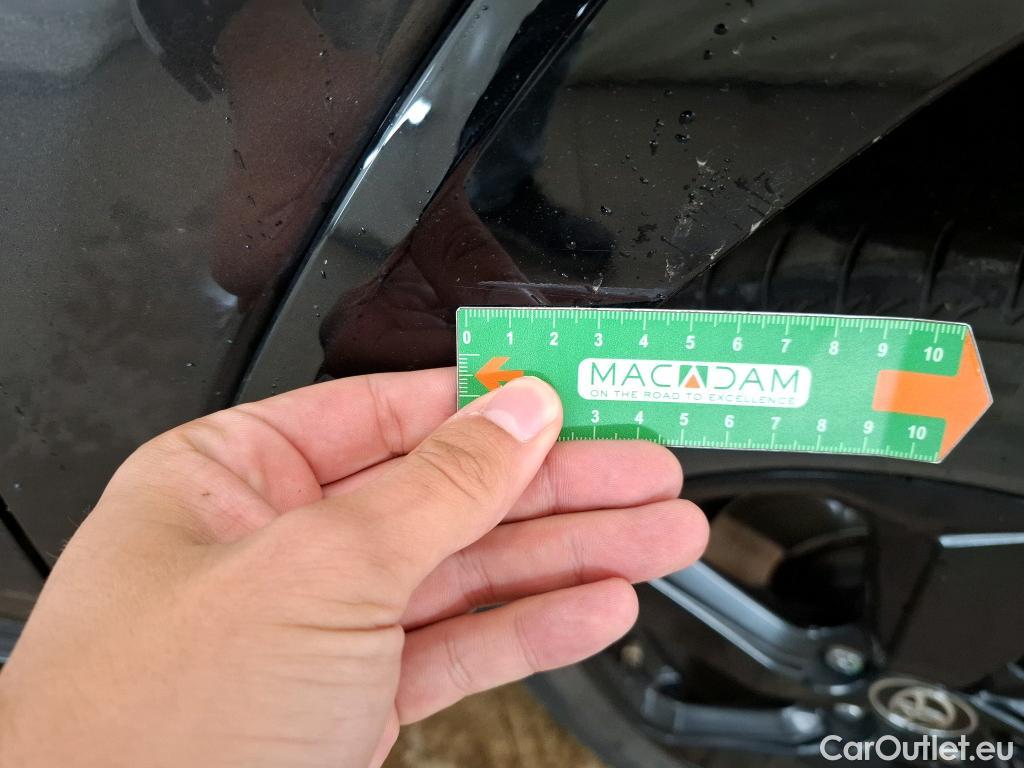 0 1 2 3 4 5 6 7 8 9 10
MACADAM
ON THE ROAD TO EXCELLENCE
3 4 5 6 7 8 9 10
CarOutlet.eu